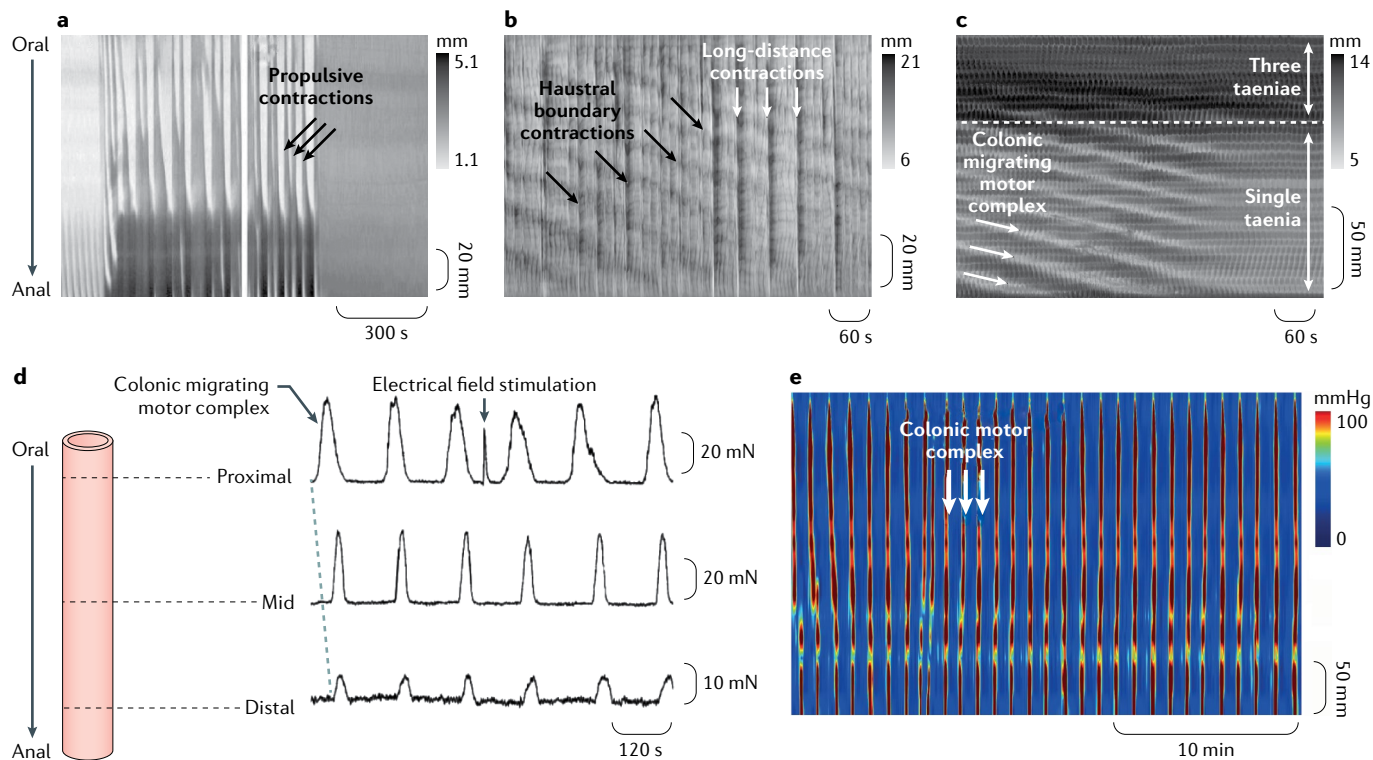 a
Oral
Anal
Propulsive
contractions
mm
5.1
1.1
20 mm
300 s
b
Haustral
boundary
contractions
Long-distance
contractions
mm
21
6
20 mm
60 s
c
Three
taeniae
Colonic
migrating
motor
complex
Single
taenia
mm
14
5
50 mm
60 s
d
Colonic migrating
motor complex
Electrical field stimulation
Oral
Anal
Proximal
20 mN
Mid
20 mN
Distal
10 mN
120 s
e
Colonic motor
complex
mmHg
100
0
50 mm
10 min